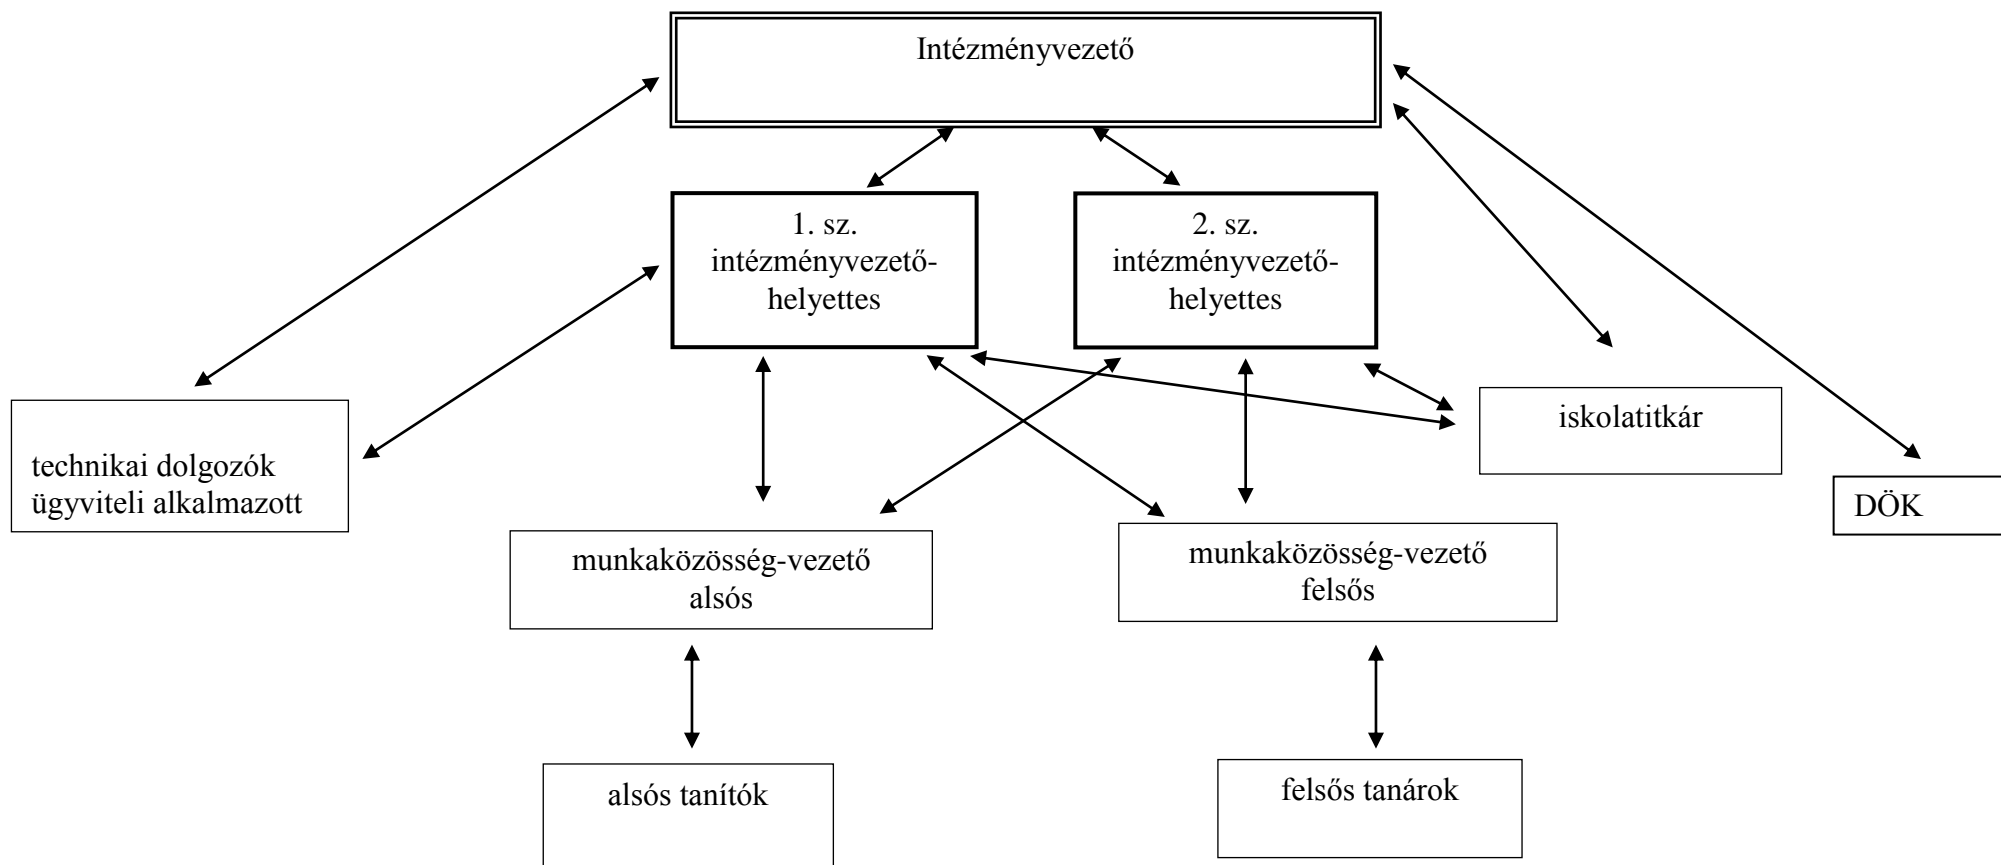 Intézményvezető
1. sz.
intézményvezető-
helyettes
2. sz.
intézményvezető-
helyettes
technikai dolgozók
ügyviteli alkalmazott
iskolatitkár
DÖK
munkaközösség-vezető
alsós
munkaközösség-vezető
felsős
alsós tanítók
felsős tanárok